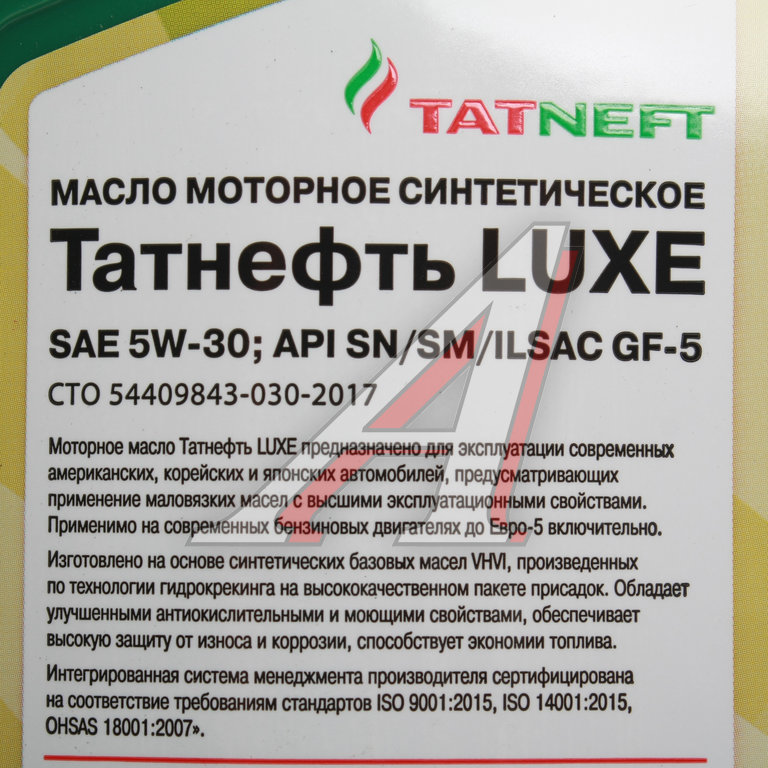 TATNEFT
МАСЛО МОТОРНОЕ СИНТЕТИЧЕСКОЕ
Татнефть LUXE
SAE 5W-30; API SN/SM/ILSAC GF-5
СТО 54409843-030-2017
Моторное масло Татнефть LUXE предназначено для эксплуатации современных
американских, корейских и японских автомобилей, предусматривающих
применение маловязких масел с высшими эксплуатационными свойствами.
Применимо на современных бензиновых двигателях до Евро-5 включительно.
Изготовлено на основе синтетических базовых масел VHVI, произведенных
по технологии гидрокрекинга на высококачественном пакете присадок. Обладает
улучшенными антиокислительными и моющими свойствами, обеспечивает
высокую защиту от износа и коррозии, способствует экономии топлива.
Интегрированная система менеджмента производителя сертифицирована
на соответствие требованиям стандартов ISO 9001:2015, ISO 14001:2015,
OHSAS 18001:2007».